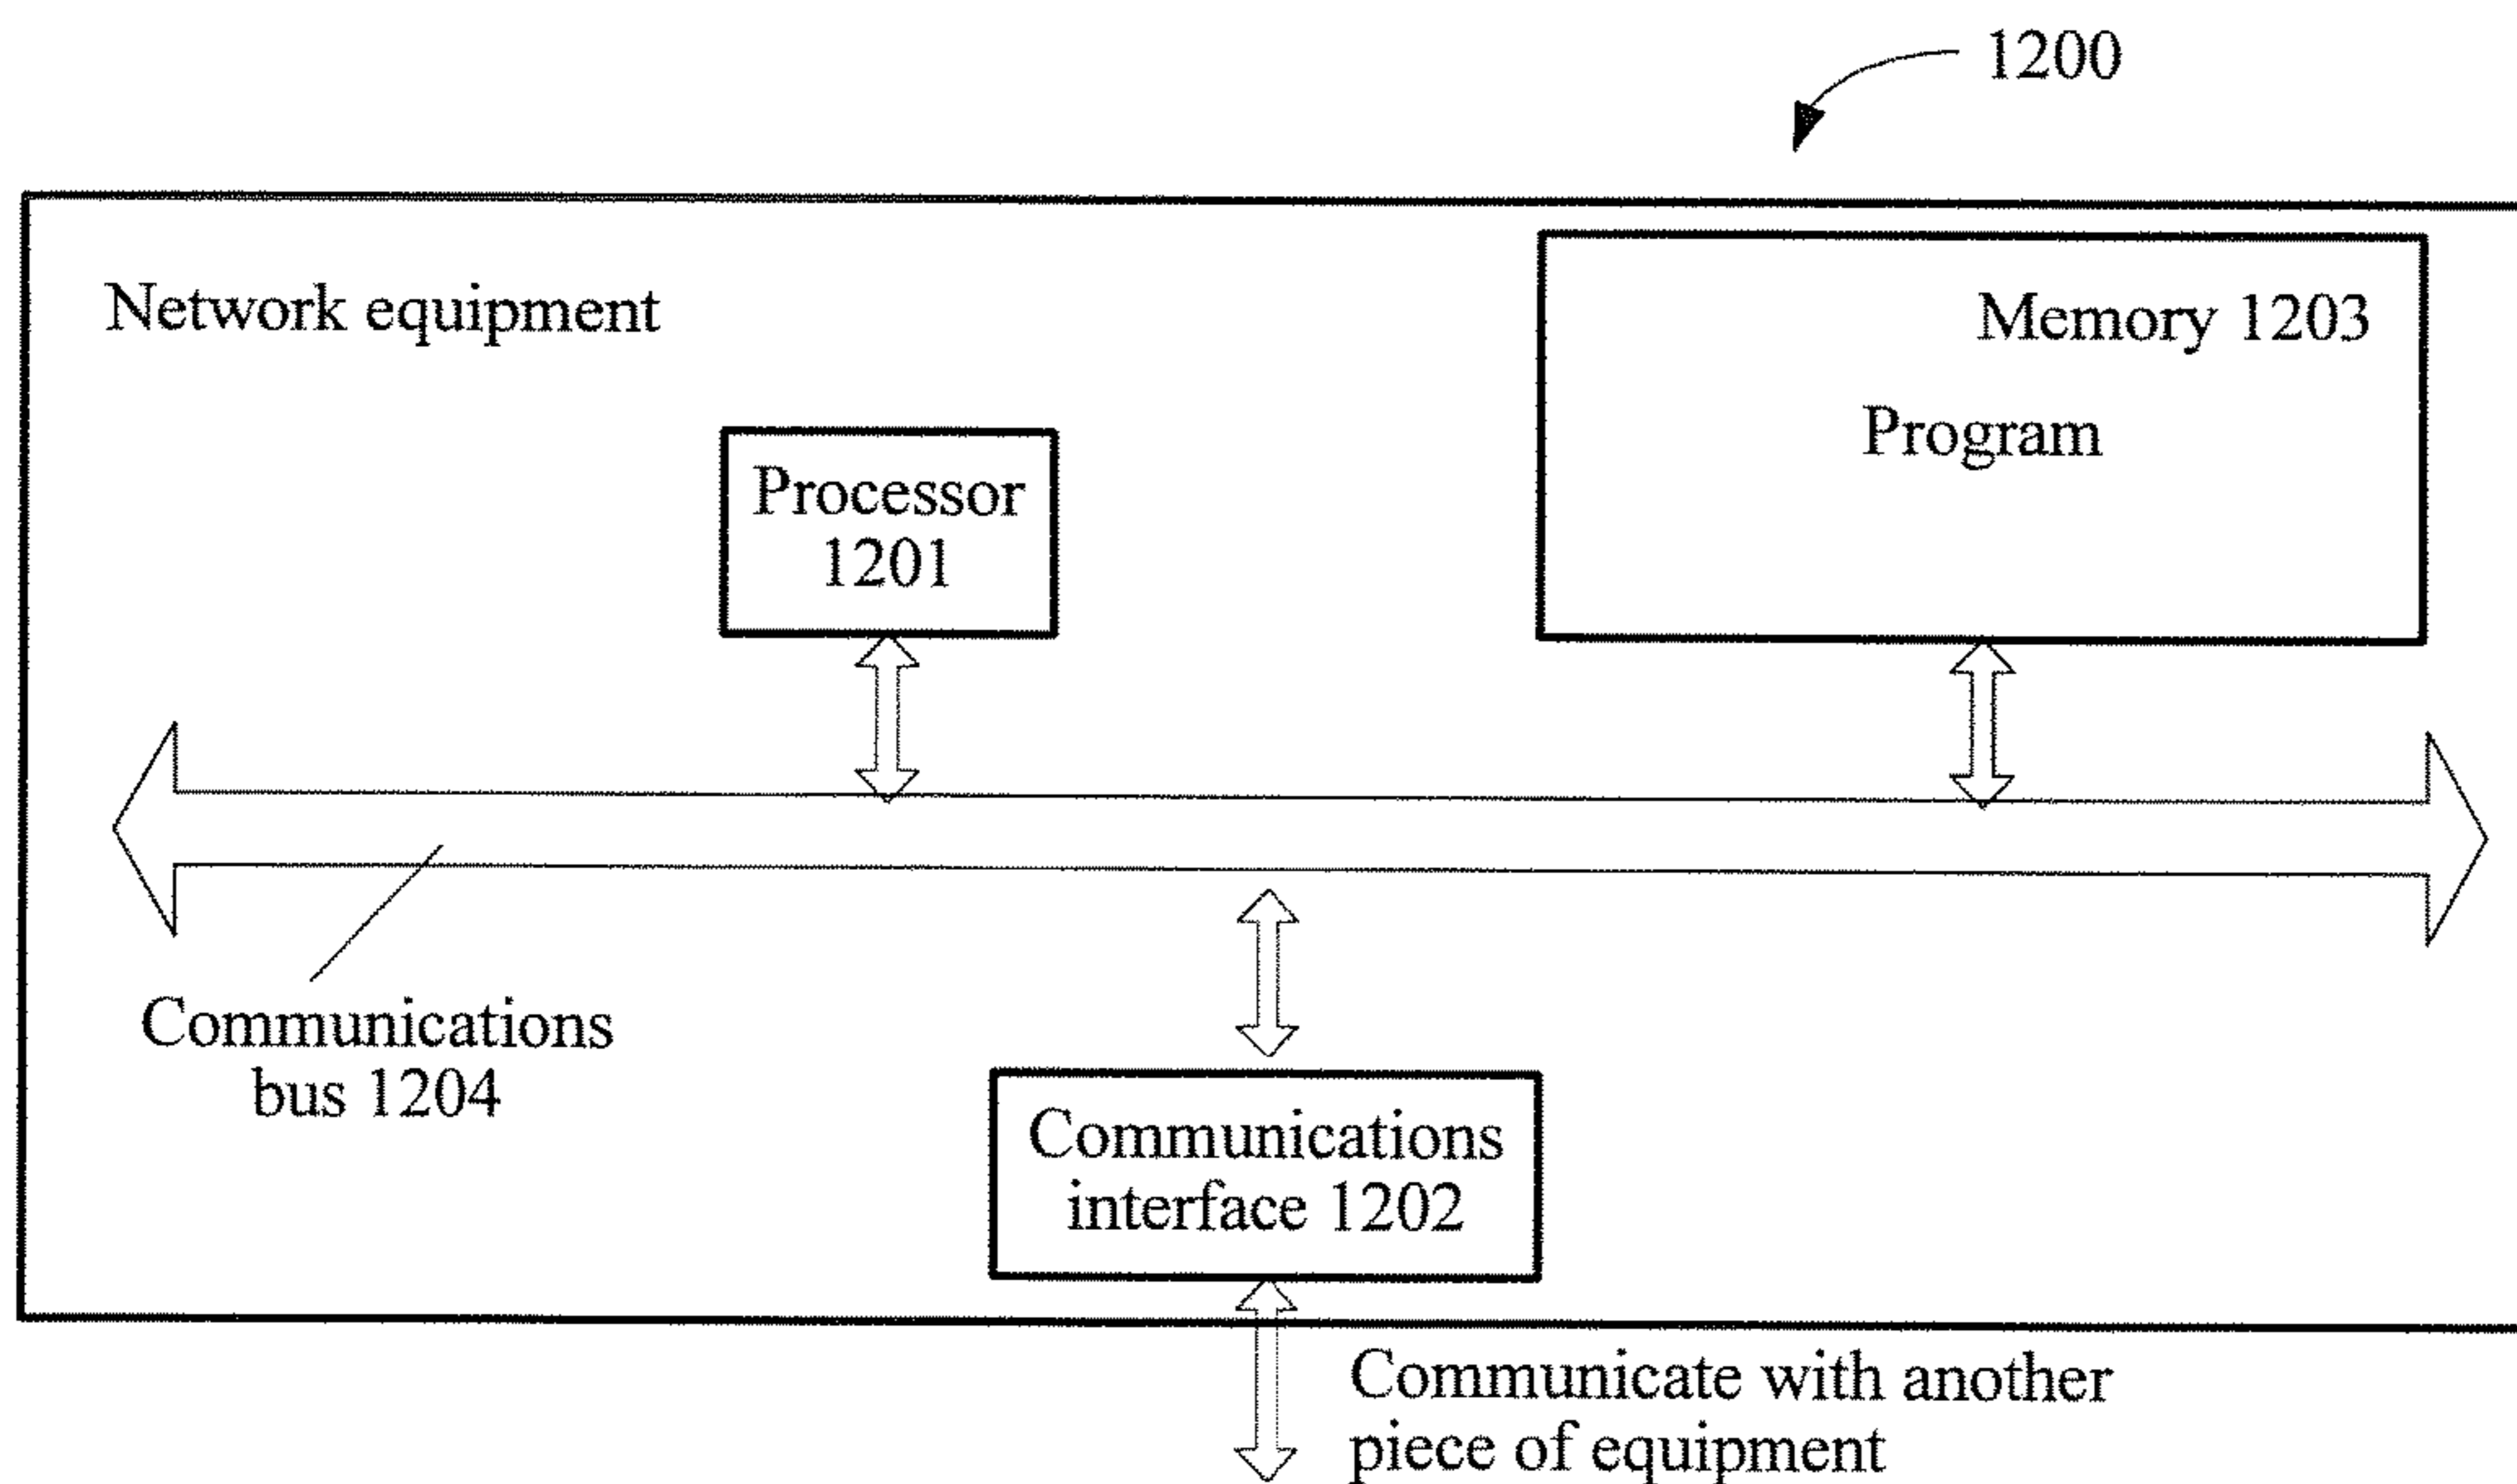 1200
Network equipment
Memory 1203
Program
Processor
1201
Communications
bus 1204
Communications
interface 1202
Communicate with another
piece of equipment